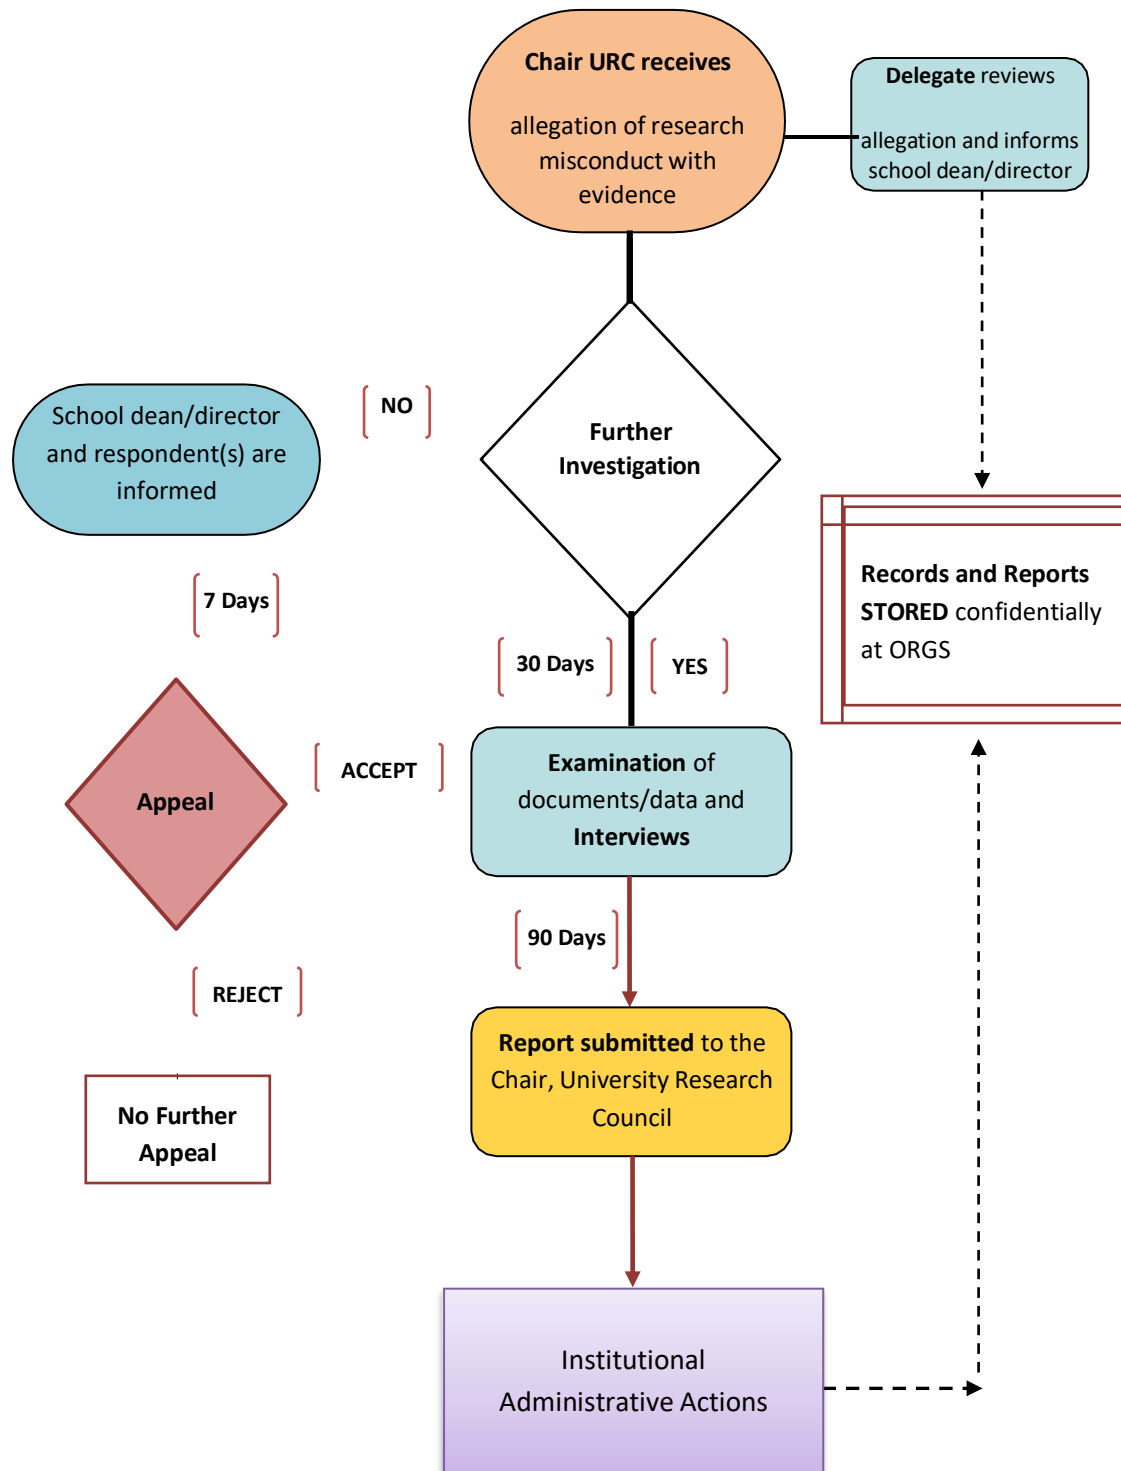 Chair URC receives
allegation of research
misconduct with
evidence
Delegate reviews
allegation and informs
school dean/director
NO
School dean/director
and respondent(s) are
informed
Further
Investigation
7 Days
Records and Reports
STORED confidentially
at ORGS
30 Days
YES
Appeal
ACCEPT
Examination of
documents/data and
Interviews
90 Days
REJECT
Report submitted to the
Chair, University Research
Council
No Further
Appeal
Institutional
Administrative Actions